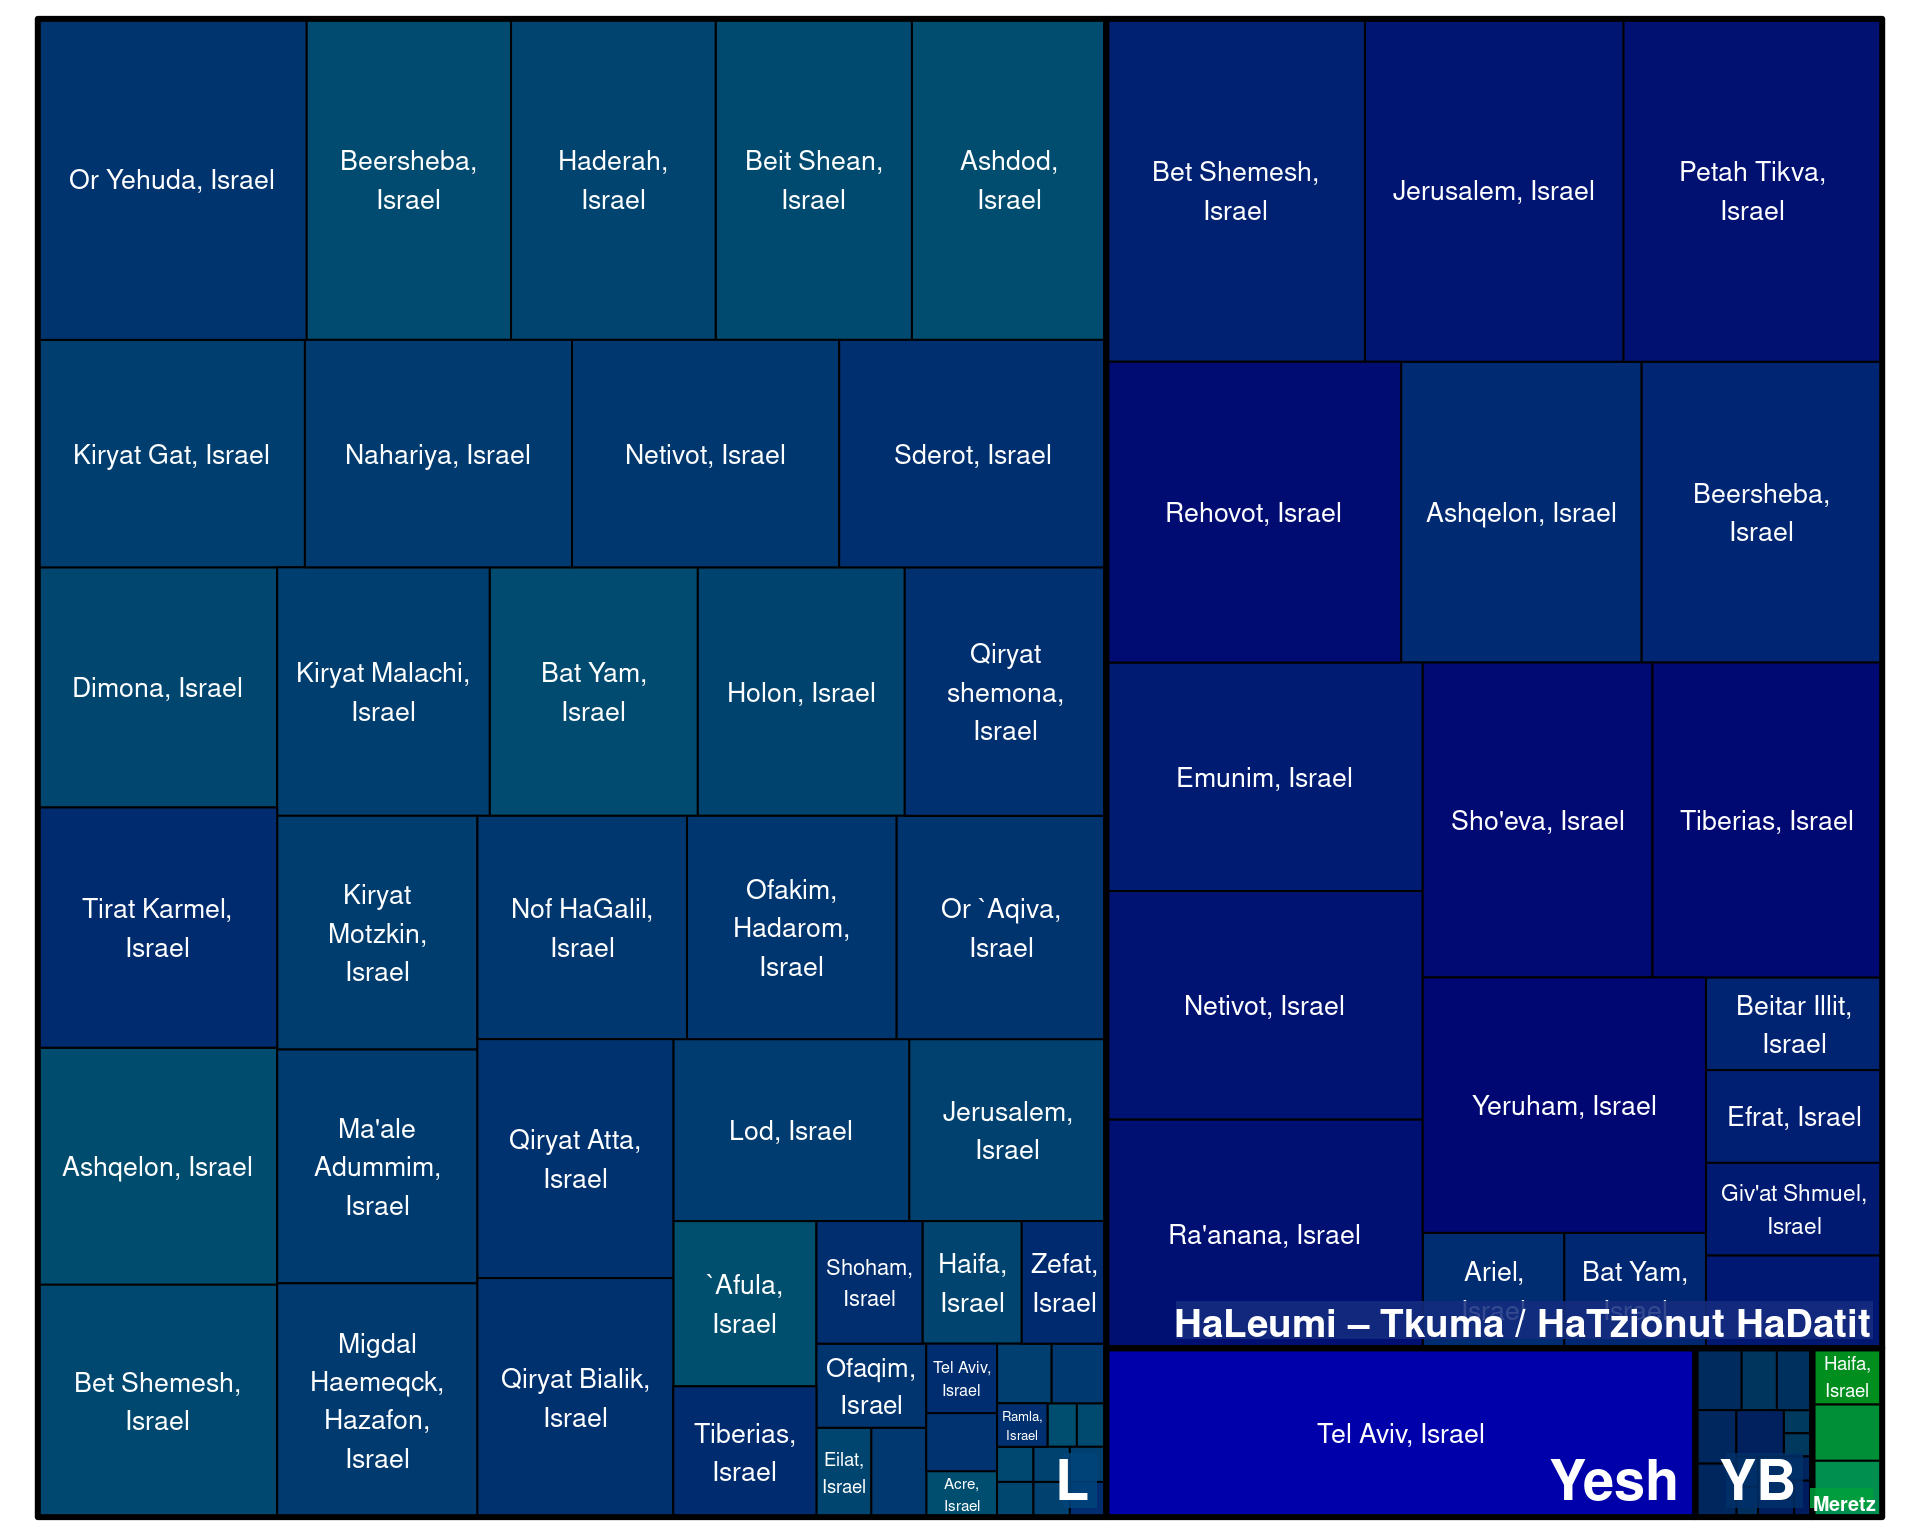 Or Yehuda, Israel
Beersheba,
Israel
Haderah,
Israel
Beit Shean,
Israel
Ashdod,
Israel
Kiryat Gat, Israel
Nahariya, Israel
Netivot, Israel
Sderot, Israel
Dimona, Israel
Kiryat Malachi,
Israel
Bat Yam,
Israel
Holon, Israel
Qiryat
shemona,
Israel
Tirat Karmel,
Israel
Kiryat
Motzkin,
Israel
Nof HaGalil,
Israel
Ofakim,
Hadarom,
Israel
Or `Aqiva,
Israel
Ashqelon, Israel
Ma'ale
Adummim,
Israel
Qiryat Atta,
Israel
Lod, Israel
Jerusalem,
Israel
Bet Shemesh,
Israel
Migdal
Haemeqck,
Hazafon,
Israel
Qiryat Bialik,
Israel
`Afula,
Israel
Shoham,
Israel
Haifa,
Israel
Zefat,
Israel
Tiberias,
Israel
Ofaqim,
Israel
Tel Aviv,
Israel
Ramla,
Israel
Eilat,
Israel
Acre,
Israel
L
Bet Shemesh,
Israel
Jerusalem, Israel
Petah Tikva,
Israel
Rehovot, Israel
Ashqelon, Israel
Beersheba,
Israel
Emunim, Israel
Sho'eva, Israel
Tiberias, Israel
Netivot, Israel
Yeruham, Israel
Beitar Illit,
Israel
Efrat, Israel
Giv'at Shmuel,
Israel
Ra'anana, Israel
Ariel,
Israel
Bat Yam,
Israel
HaLeumi – Tkuma / HaTzionut HaDatit
Tel Aviv, Israel
Yesh
YB
Haifa,
Israel
Meretz